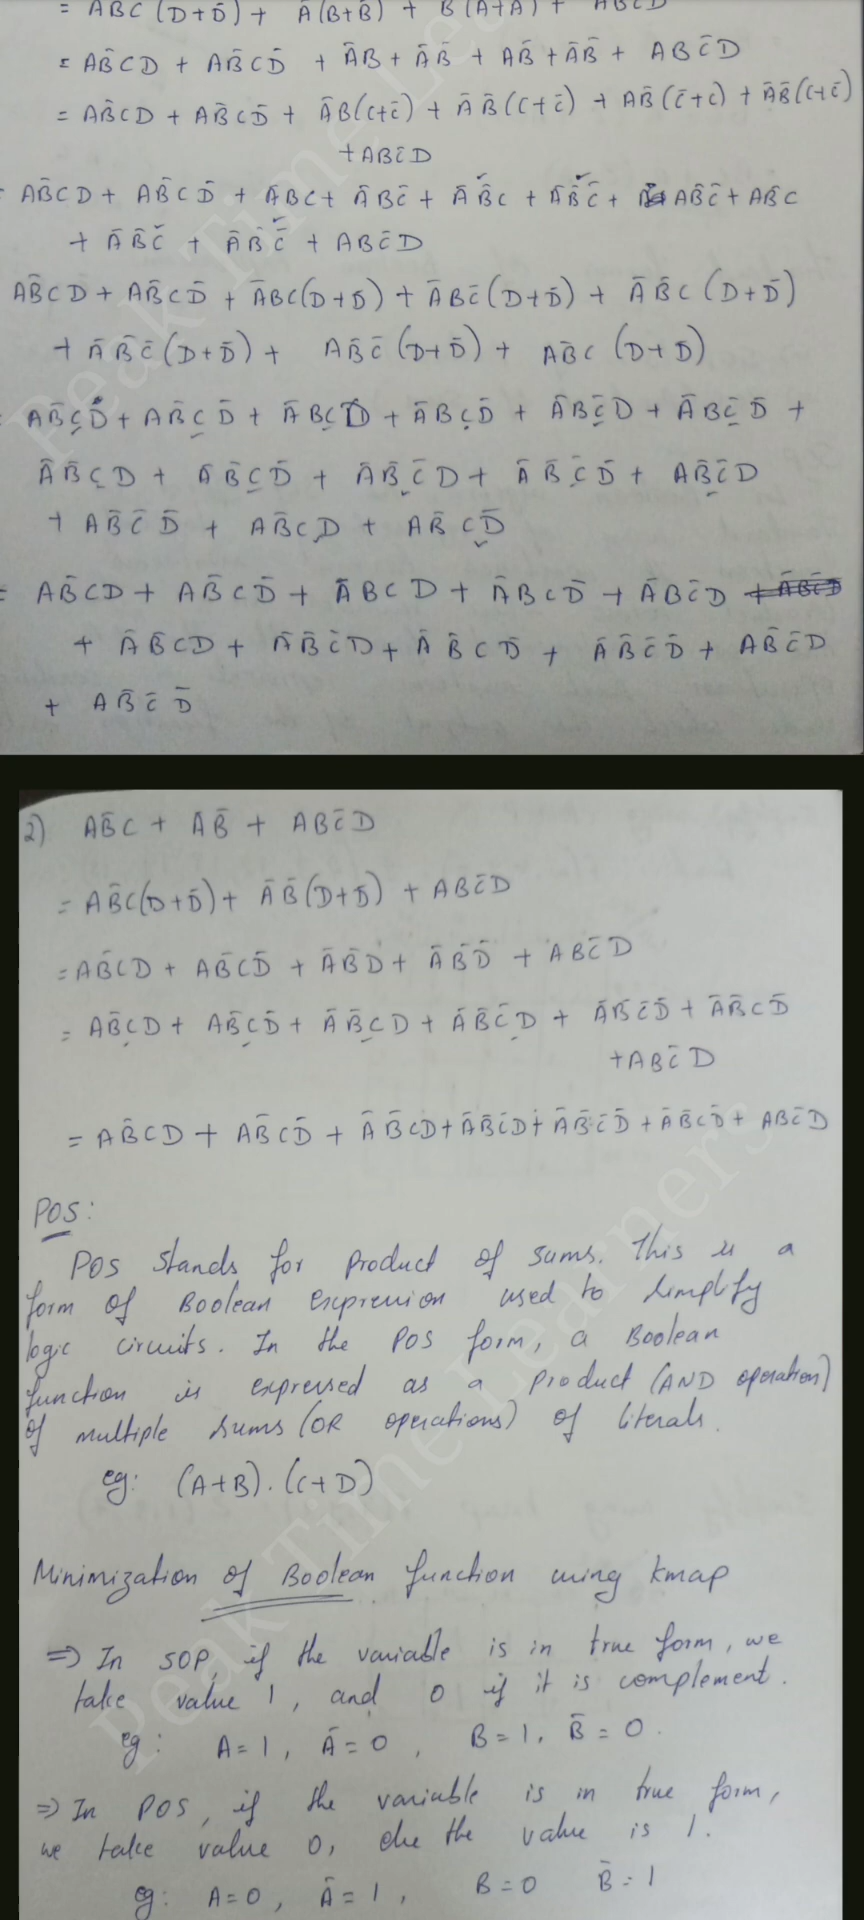 = AB̄C (D+D̄) + Ā(B+B̄) + B̄(A+Ā) + ABC̄D
= AB̄CD + AB̄CD̄ + ĀB + ĀB̄ + AB̄ + ĀB̄ + ABC̄D
= AB̄CD + AB̄CD̄ + ĀB(C+C̄) + ĀB̄(C+C̄) + AB̄(C̄+C) + ĀB̄(C+C̄)
+ABC̄D
= AB̄CD + AB̄CD̄ + ĀBC + ĀBC̄ + ĀB̄C + ĀB̄C̄ + AB̄C̄ + AB̄C
+ ĀB̄C + ĀB̄C̄ + ABC̄D
AB̄CD + AB̄CD̄ + ĀBC(D+D̄) + ĀBC̄(D+D̄) + ĀB̄C(D+D̄)
+ ĀB̄C̄(D+D̄) + AB̄C̄(D+D̄) + AB̄C(D+D̄)
= AB̄CD + AB̄CD̄ + ĀBCD + ĀBCD̄ + ĀBC̄D + ĀBC̄D̄ +
ĀB̄CD + ĀB̄CD̄ + ĀB̄C̄D + ĀB̄C̄D̄ + AB̄C̄D
+ AB̄C̄D̄ + AB̄CD + AB̄CD̄
= AB̄CD + AB̄CD̄ + ĀBCD + ĀBCD̄ + ĀBC̄D
+ ĀB̄CD + ĀB̄C̄D + ĀB̄CD̄ + ĀB̄C̄D̄ + AB̄C̄D
+ AB̄C̄D̄
2) AB̄C + ĀB̄ + ABC̄D
= AB̄C(D+D̄) + ĀB̄(D+D̄) + ABC̄D
= AB̄CD + AB̄CD̄ + ĀB̄D + ĀB̄D̄ + ABC̄D
= AB̄CD + AB̄CD̄ + ĀB̄CD + ĀB̄C̄D + ĀB̄C̄D̄ + ĀB̄CD̄
+ABC̄D
= AB̄CD + AB̄CD̄ + ĀB̄CD + ĀB̄C̄D + ĀB̄C̄D̄ + ĀB̄CD̄ + ABC̄D
POS:
POS stands for Product of Sums. This is a
form of Boolean expression used to simplify
logic circuits. In the POS form, a Boolean
function is expressed as a product (AND operation)
of multiple sums (OR operations) of literals.
eg: (A+B).(C+D)
Minimization of Boolean function using kmap
⇒ In SOP, if the variable is in true form, we
take value 1, and 0 if it is complement.
eg: A=1, Ā=0, B=1, B̄=0.
⇒ In POS, if the variable is in true form,
we take value 0, else the value is 1.
eg: A=0, Ā=1, B=0 B̄=1
Peak Time Learners